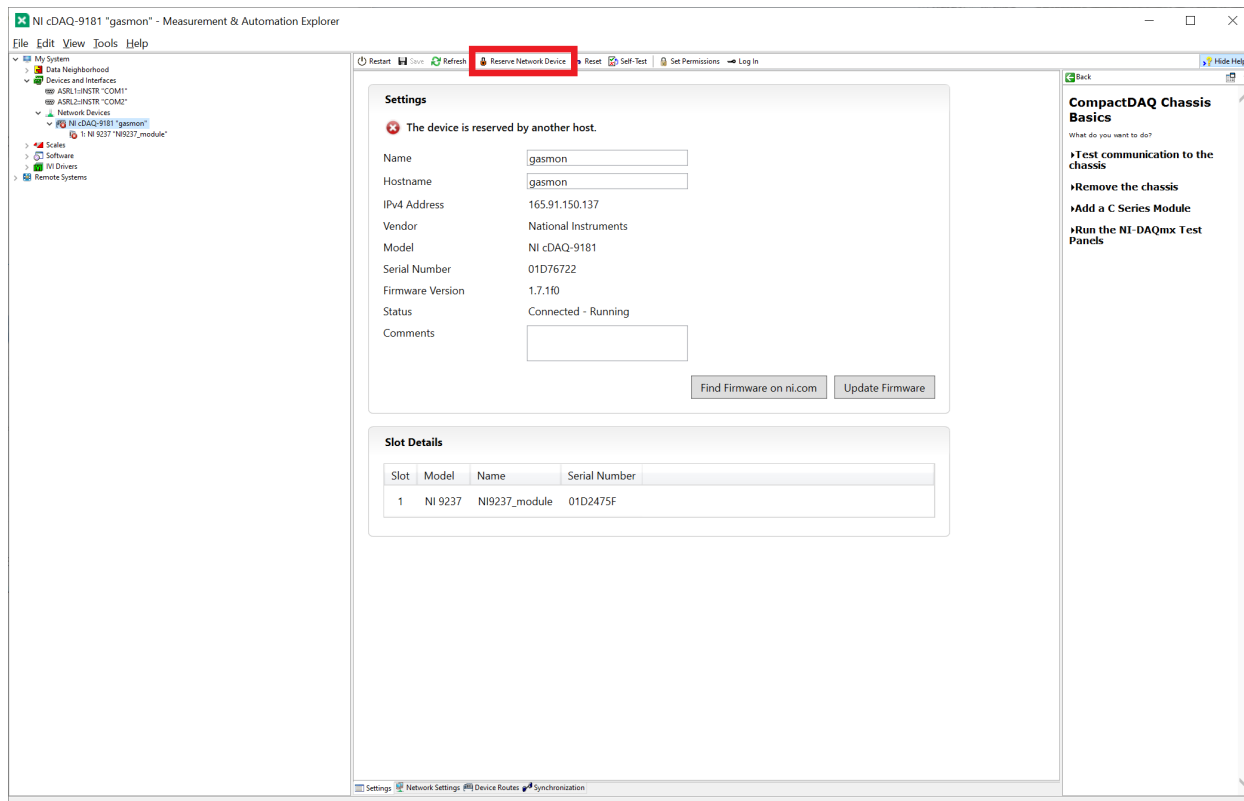 NI cDAQ-9181 "gasmon" - Measurement & Automation Explorer
File Edit View Tools Help
My System
Data Neighborhood
Devices and Interfaces
ASRL1::INSTR "COM1"
ASRL2::INSTR "COM2"
Network Devices
NI cDAQ-9181 "gasmon"
1: NI 9237 "NI9237_module"
Scales
Software
IVI Drivers
Remote Systems
Restart Save Refresh Reserve Network Device Reset Self-Test Set Permissions Log In Hide Help
Settings
The device is reserved by another host.
Name gasmon
Hostname gasmon
IPv4 Address 165.91.150.137
Vendor National Instruments
Model NI cDAQ-9181
Serial Number 01D76722
Firmware Version 1.7.1f0
Status Connected - Running
Comments
Find Firmware on ni.com Update Firmware
Slot Details
Slot Model Name Serial Number
1 NI 9237 NI9237_module 01D2475F
Settings Network Settings Device Routes Synchronization
Back
CompactDAQ Chassis
Basics
What do you want to do?
Test communication to the
chassis
Remove the chassis
Add a C Series Module
Run the NI-DAQmx Test
Panels